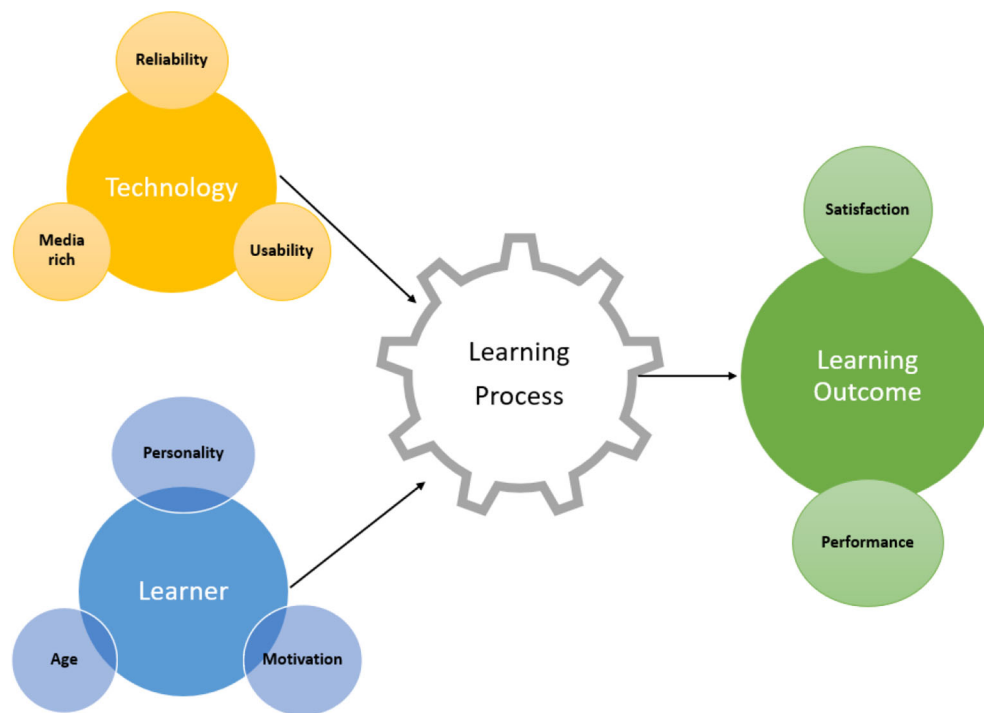 Reliability
Technology
Media
rich
Usability
Personality
Learner
Age
Motivation
Learning
Process
Satisfaction
Learning
Outcome
Performance